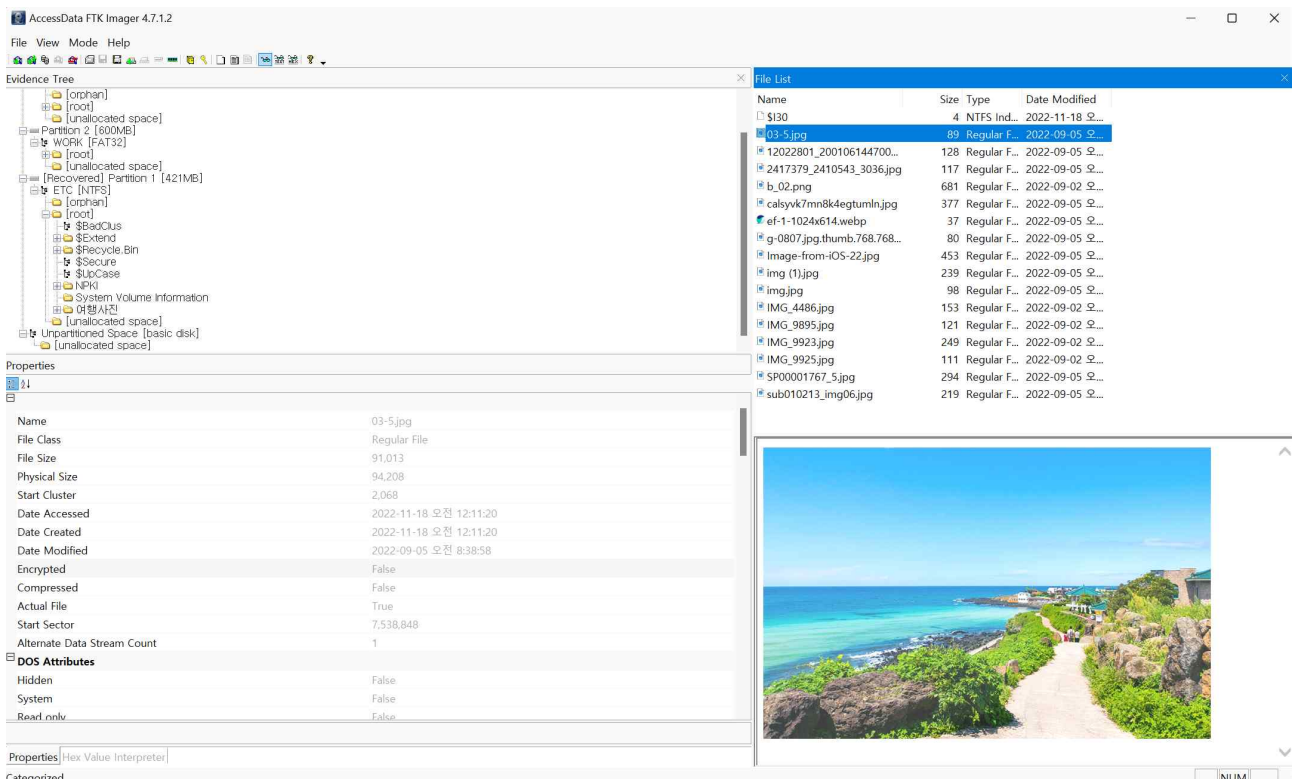 AccessData FTK Imager 4.7.1.2
File View Mode Help
Evidence Tree
[orphan]
[root]
[unallocated space]
Partition 2 [600MB]
WORK [FAT32]
[root]
[unallocated space]
[Recovered] Partition 1 [421MB]
ETC [NTFS]
[orphan]
[root]
$BadClus
$Extend
$Recycle.Bin
$Secure
$UpCase
NPKI
System Volume Information
여행사진
[unallocated space]
Unpartitioned Space [basic disk]
[unallocated space]
Properties
Name 03-5.jpg
File Class Regular File
File Size 91,013
Physical Size 94,208
Start Cluster 2,068
Date Accessed 2022-11-18 오전 12:11:20
Date Created 2022-11-18 오전 12:11:20
Date Modified 2022-09-05 오전 8:38:58
Encrypted False
Compressed False
Actual File True
Start Sector 7,538,848
Alternate Data Stream Count 1
DOS Attributes
Hidden False
System False
Read only False
Properties Hex Value Interpreter
Categorized
File List
Name Size Type Date Modified
$I30 4 NTFS Ind... 2022-11-18 오...
03-5.jpg 89 Regular F... 2022-09-05 오...
12022801_200106144700... 128 Regular F... 2022-09-05 오...
2417379_2410543_3036.jpg 117 Regular F... 2022-09-05 오...
b_02.png 681 Regular F... 2022-09-02 오...
calsyvk7mn8k4egtumln.jpg 377 Regular F... 2022-09-05 오...
ef-1-1024x614.webp 37 Regular F... 2022-09-02 오...
g-0807.jpg.thumb.768.768... 80 Regular F... 2022-09-05 오...
Image-from-iOS-22.jpg 453 Regular F... 2022-09-05 오...
img (1).jpg 239 Regular F... 2022-09-05 오...
img.jpg 98 Regular F... 2022-09-05 오...
IMG_4486.jpg 153 Regular F... 2022-09-02 오...
IMG_9895.jpg 121 Regular F... 2022-09-02 오...
IMG_9923.jpg 249 Regular F... 2022-09-02 오...
IMG_9925.jpg 111 Regular F... 2022-09-02 오...
SP00001767_5.jpg 294 Regular F... 2022-09-05 오...
sub010213_img06.jpg 219 Regular F... 2022-09-05 오...
NUM